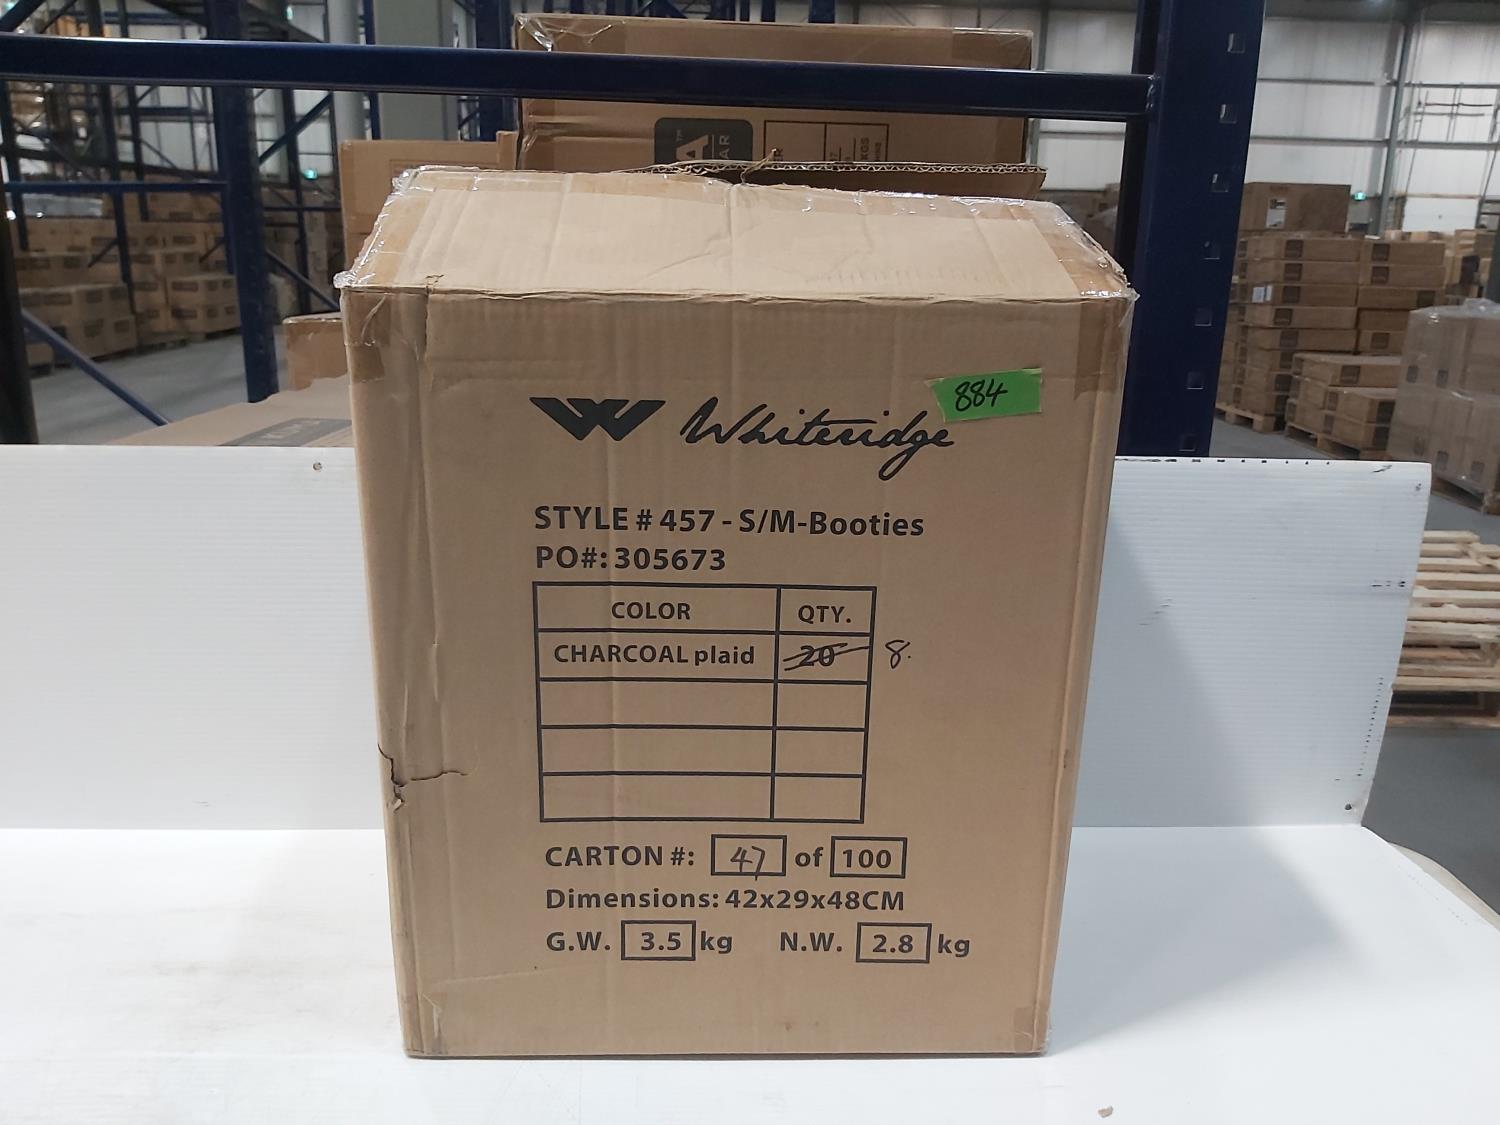 884
Whiteridge
STYLE # 457 - S/M-Booties
PO#: 305673
COLOR QTY.
CHARCOAL plaid 20 8.
CARTON #: 47 of 100
Dimensions: 42x29x48CM
G.W. 3.5 kg N.W. 2.8 kg